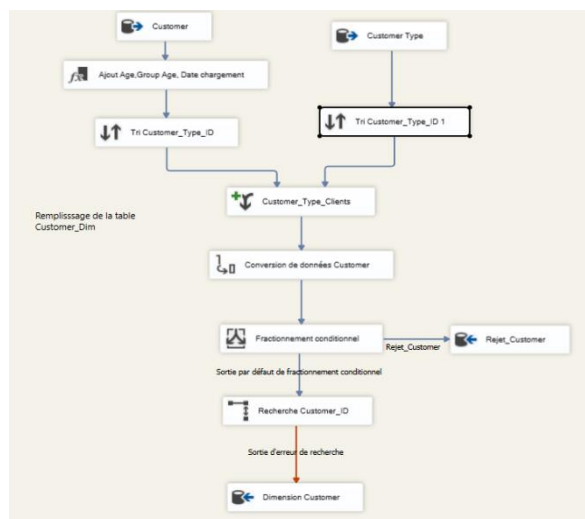 Customer
Customer Type
Ajout Age,Group Age, Date chargement
Tri Customer_Type_ID
Tri Customer_Type_ID 1
Customer_Type_Clients
Remplisssage de la table
Customer_Dim
Conversion de données Customer
Fractionnement conditionnel
Rejet_Customer
Rejet_Customer
Sortie par défaut de fractionnement conditionnel
Recherche Customer_ID
Sortie d'erreur de recherche
Dimension Customer